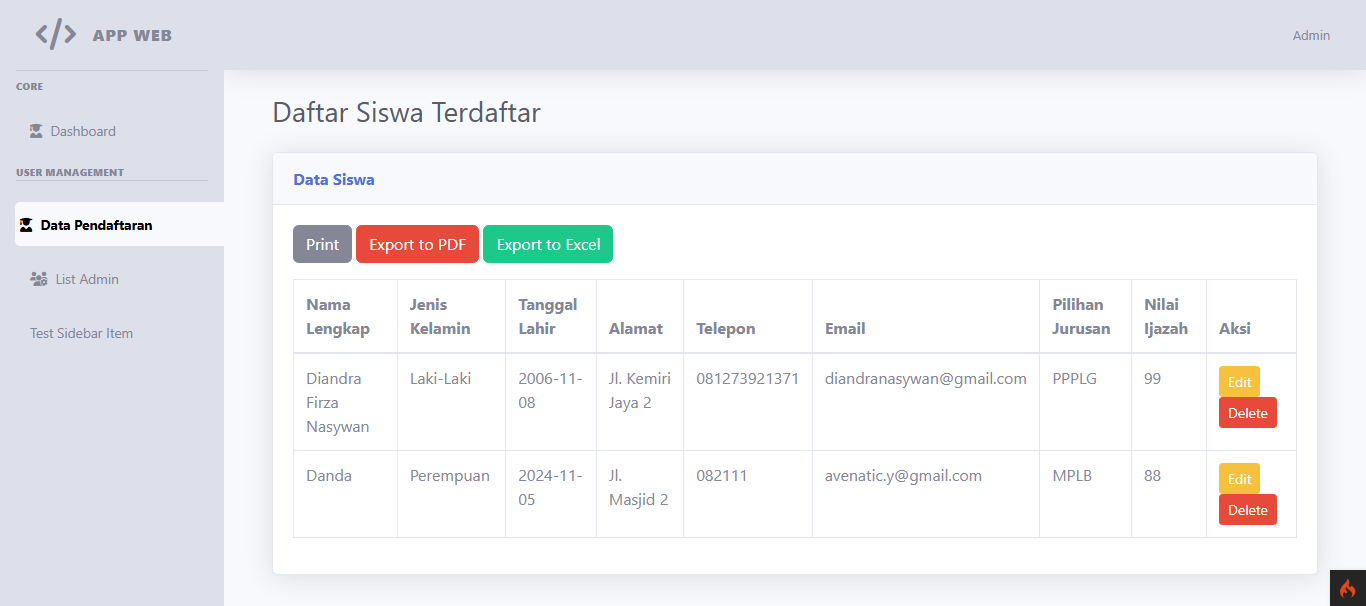 APP WEB
Admin
CORE
Dashboard
USER MANAGEMENT
Data Pendaftaran
List Admin
Test Sidebar Item
Daftar Siswa Terdaftar
Data Siswa
Print Export to PDF Export to Excel
Nama Jenis Tanggal Pilihan Nilai
Lengkap Kelamin Lahir Alamat Telepon Email Jurusan Ijazah Aksi
Diandra Laki-Laki 2006-11- Jl. Kemiri 081273921371 diandranasywan@gmail.com PPPLG 99 Edit
Firza 08 Jaya 2 Delete
Nasywan
Danda Perempuan 2024-11- Jl. 082111 avenatic.y@gmail.com MPLB 88 Edit
05 Masjid 2 Delete